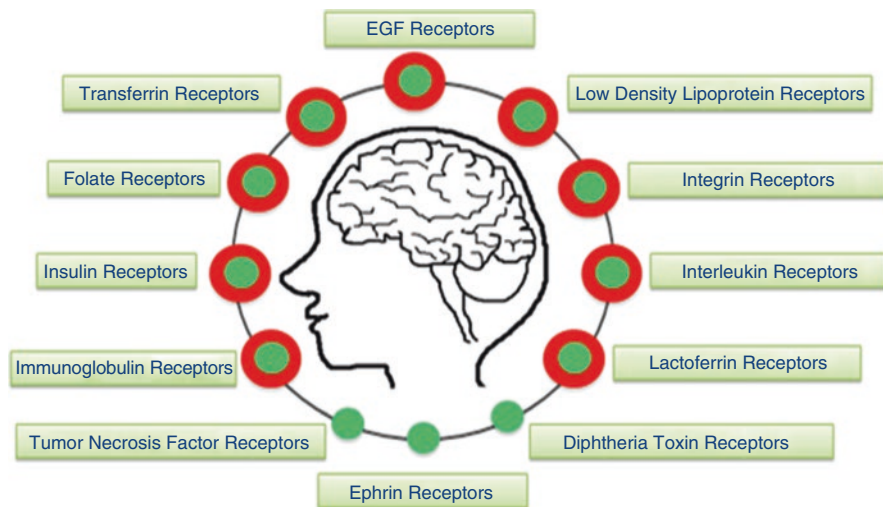 EGF Receptors
Transferrin Receptors
Low Density Lipoprotein Receptors
Folate Receptors
Integrin Receptors
Insulin Receptors
Interleukin Receptors
Immunoglobulin Receptors
Lactoferrin Receptors
Tumor Necrosis Factor Receptors
Diphtheria Toxin Receptors
Ephrin Receptors